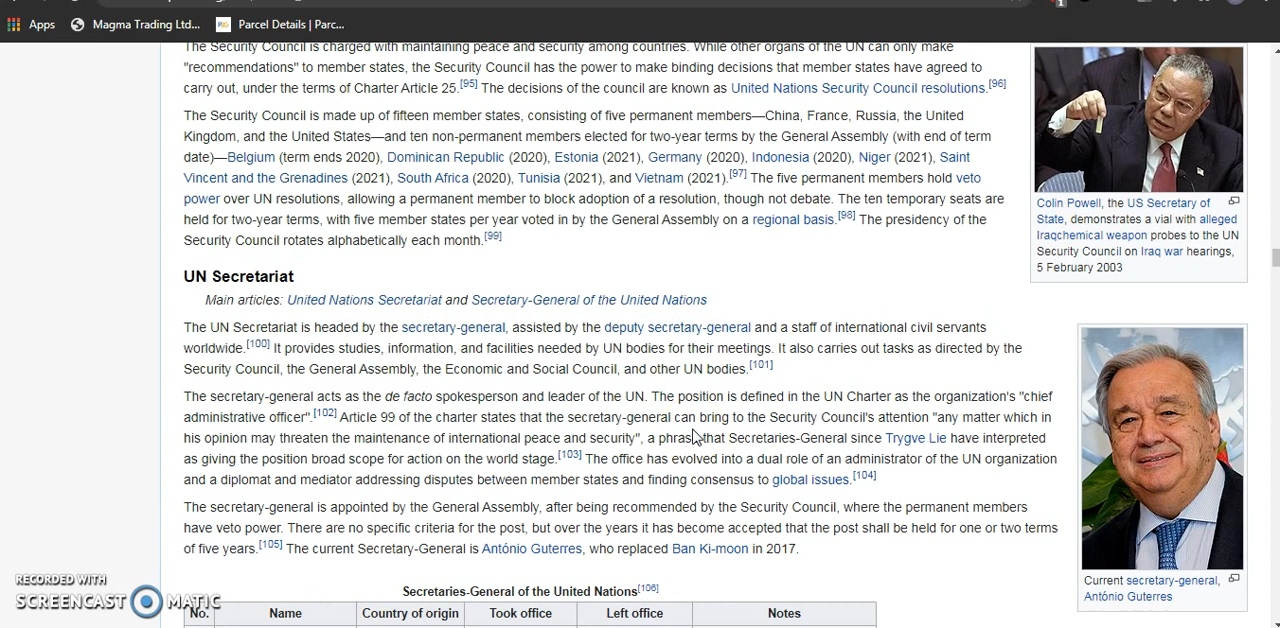 Apps Magma Trading Ltd... Parcel Details | Parc...
The Security Council is charged with maintaining peace and security among countries. While other organs of the UN can only make
"recommendations" to member states, the Security Council has the power to make binding decisions that member states have agreed to
carry out, under the terms of Charter Article 25.[95] The decisions of the council are known as United Nations Security Council resolutions.[96]
The Security Council is made up of fifteen member states, consisting of five permanent members—China, France, Russia, the United
Kingdom, and the United States—and ten non-permanent members elected for two-year terms by the General Assembly (with end of term
date)—Belgium (term ends 2020), Dominican Republic (2020), Estonia (2021), Germany (2020), Indonesia (2020), Niger (2021), Saint
Vincent and the Grenadines (2021), South Africa (2020), Tunisia (2021), and Vietnam (2021).[97] The five permanent members hold veto
power over UN resolutions, allowing a permanent member to block adoption of a resolution, though not debate. The ten temporary seats are
held for two-year terms, with five member states per year voted in by the General Assembly on a regional basis.[98] The presidency of the
Security Council rotates alphabetically each month.[99]
Colin Powell, the US Secretary of
State, demonstrates a vial with alleged
Iraqchemical weapon probes to the UN
Security Council on Iraq war hearings,
5 February 2003
UN Secretariat
Main articles: United Nations Secretariat and Secretary-General of the United Nations
The UN Secretariat is headed by the secretary-general, assisted by the deputy secretary-general and a staff of international civil servants
worldwide.[100] It provides studies, information, and facilities needed by UN bodies for their meetings. It also carries out tasks as directed by the
Security Council, the General Assembly, the Economic and Social Council, and other UN bodies.[101]
The secretary-general acts as the de facto spokesperson and leader of the UN. The position is defined in the UN Charter as the organization's "chief
administrative officer".[102] Article 99 of the charter states that the secretary-general can bring to the Security Council's attention "any matter which in
his opinion may threaten the maintenance of international peace and security", a phrase that Secretaries-General since Trygve Lie have interpreted
as giving the position broad scope for action on the world stage.[103] The office has evolved into a dual role of an administrator of the UN organization
and a diplomat and mediator addressing disputes between member states and finding consensus to global issues.[104]
The secretary-general is appointed by the General Assembly, after being recommended by the Security Council, where the permanent members
have veto power. There are no specific criteria for the post, but over the years it has become accepted that the post shall be held for one or two terms
of five years.[105] The current Secretary-General is António Guterres, who replaced Ban Ki-moon in 2017.
Current secretary-general,
António Guterres
Secretaries-General of the United Nations[106]
No. Name Country of origin Took office Left office Notes
RECORDED WITH
SCREENCAST MATIC